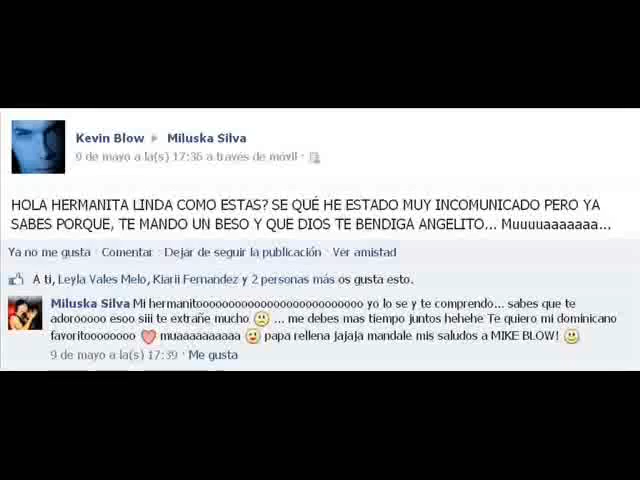 Kevin Blow ▸ Miluska Silva
9 de mayo a la(s) 17:36 a través de móvil ·
HOLA HERMANITA LINDA COMO ESTAS? SE QUÉ HE ESTADO MUY INCOMUNICADO PERO YA
SABES PORQUE, TE MANDO UN BESO Y QUE DIOS TE BENDIGA ANGELITO... Muuuuaaaaaaa...
Ya no me gusta · Comentar · Dejar de seguir la publicación · Ver amistad
A ti, Leyla Vales Melo, Kiarii Fernandez y 2 personas más os gusta esto.
Miluska Silva Mi hermanitooooooooooooooooooooooooo yo lo se y te comprendo... sabes que te
adorooooo esoo siii te extrañe mucho ... me debes mas tiempo juntos hehehe Te quiero mi dominicano
favoritooooooo muaaaaaaaaaa papa rellena jajaja mandale mis saludos a MIKE BLOW!
9 de mayo a la(s) 17:39 · Me gusta